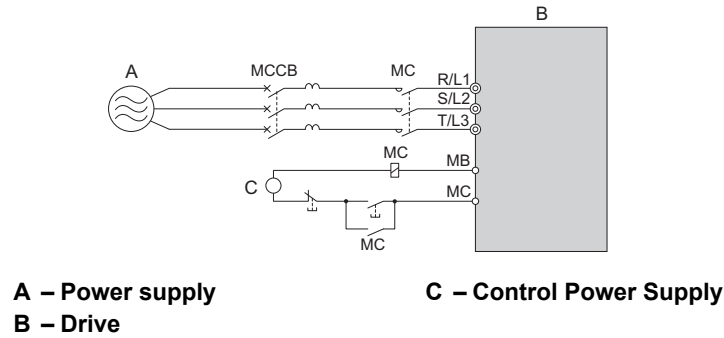 B
A
MCCB
MC
R/L1
S/L2
T/L3
MC
MB
C
MC
MC
A – Power supply
C – Control Power Supply
B – Drive